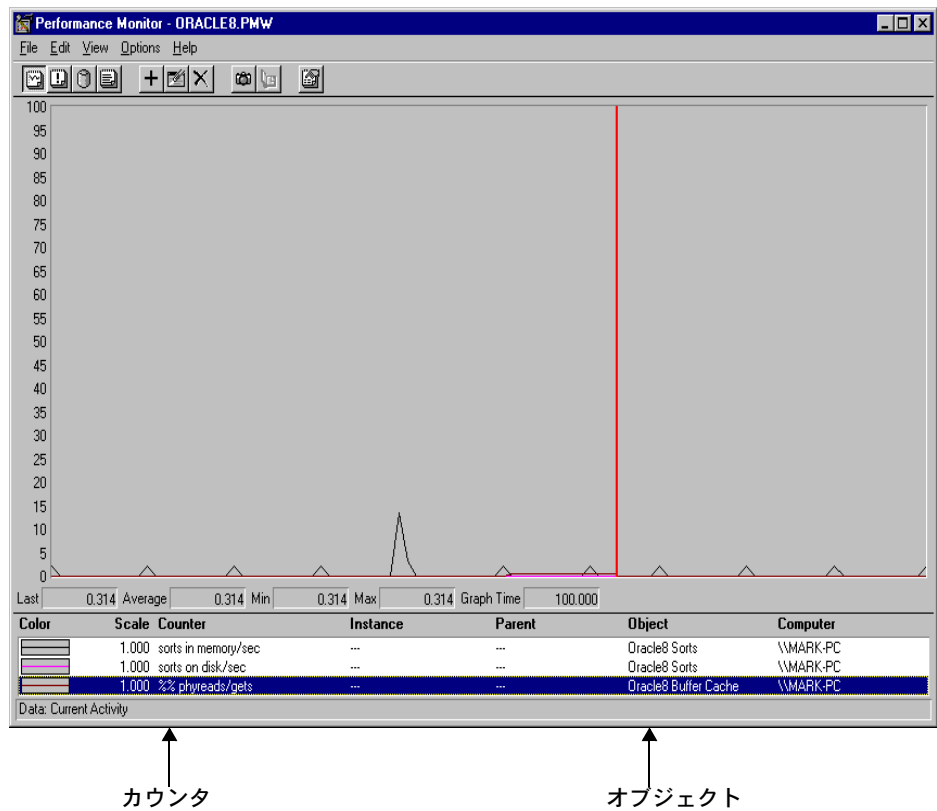 Performance Monitor - ORACLE8.PMW
File Edit View Options Help
100
95
90
85
80
75
70
65
60
55
50
45
40
35
30
25
20
15
10
5
0
Last 0.314 Average 0.314 Min 0.314 Max 0.314 Graph Time 100.000
Color Scale Counter Instance Parent Object Computer
1.000 sorts in memory/sec --- --- Oracle8 Sorts \\MARK-PC
1.000 sorts on disk/sec --- --- Oracle8 Sorts \\MARK-PC
1.000 %% phyreads/gets --- --- Oracle8 Buffer Cache \\MARK-PC
Data: Current Activity
カウンタ オブジェクト